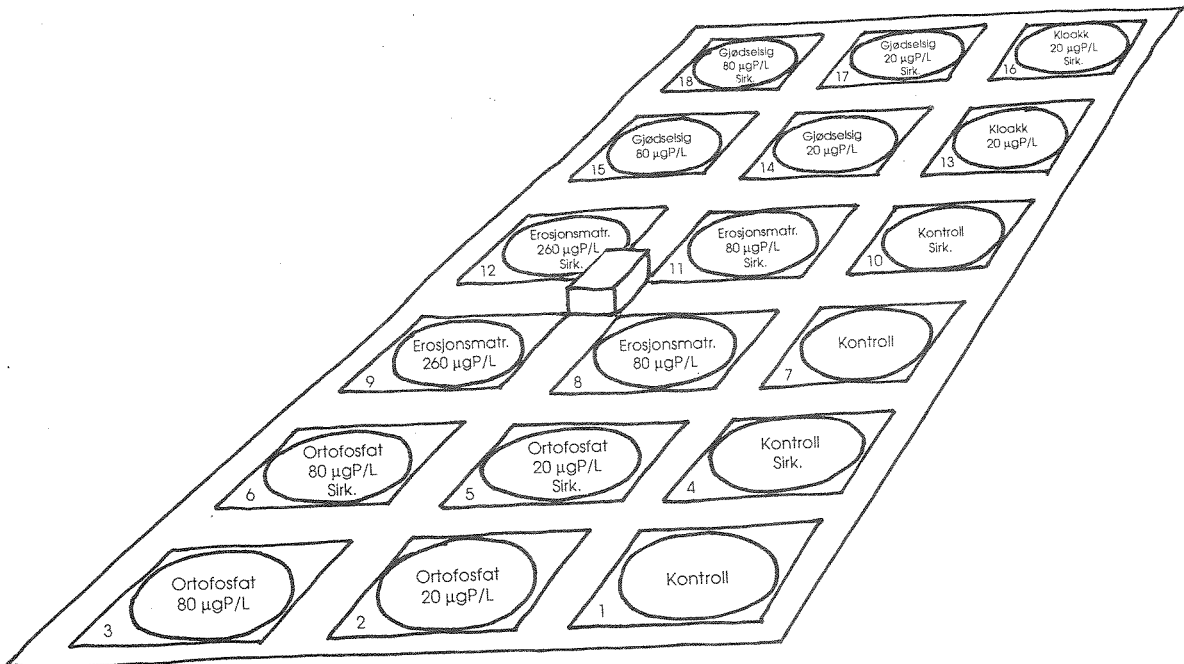 Gjødselsig
80 µgP/L
Sirk.
18
Gjødselsig
20 µgP/L
Sirk.
17
Kloakk
20 µgP/L
Sirk.
16
Gjødselsig
80 µgP/L
15
Gjødselsig
20 µgP/L
14
Kloakk
20 µgP/L
13
Erosjonsmatr.
260 µgP/L
Sirk.
12
Erosjonsmatr.
80 µgP/L
Sirk.
11
Kontroll
Sirk.
10
Erosjonsmatr.
260 µgP/L
9
Erosjonsmatr.
80 µgP/L
8
Kontroll
7
Ortofosfat
80 µgP/L
Sirk.
6
Ortofosfat
20 µgP/L
Sirk.
5
Kontroll
Sirk.
4
Ortofosfat
80 µgP/L
3
Ortofosfat
20 µgP/L
2
Kontroll
1